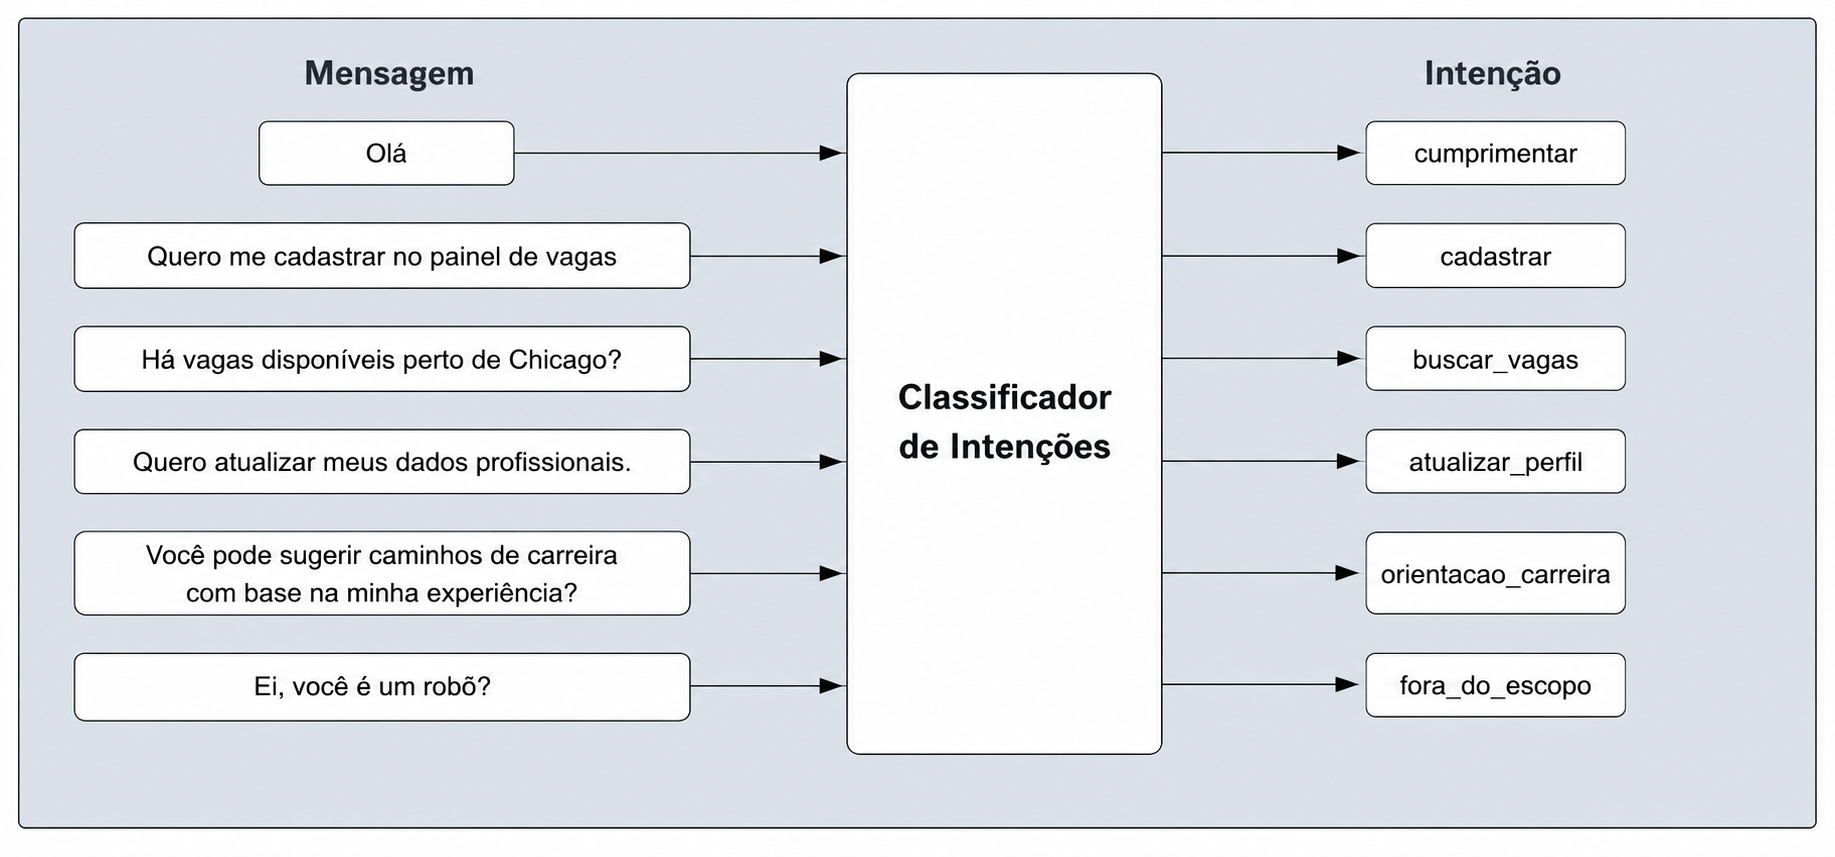 Mensagem
Intenção
Olá
cumprimentar
Quero me cadastrar no painel de vagas
cadastrar
Há vagas disponíveis perto de Chicago?
buscar_vagas
Classificador
de Intenções
Quero atualizar meus dados profissionais.
atualizar_perfil
Você pode sugerir caminhos de carreira
com base na minha experiência?
orientacao_carreira
Ei, você é um robõ?
fora_do_escopo